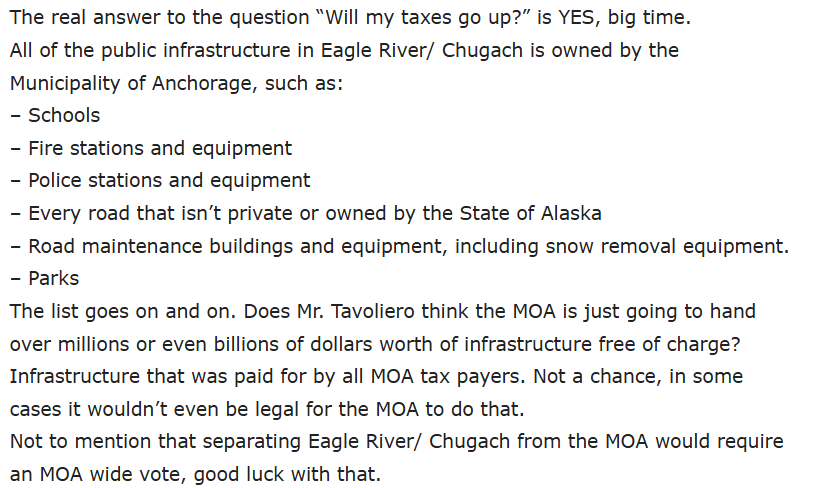 The real answer to the question “Will my taxes go up?” is YES, big time.
All of the public infrastructure in Eagle River/ Chugach is owned by the
Municipality of Anchorage, such as:
– Schools
– Fire stations and equipment
– Police stations and equipment
– Every road that isn’t private or owned by the State of Alaska
– Road maintenance buildings and equipment, including snow removal equipment.
– Parks
The list goes on and on. Does Mr. Tavoliero think the MOA is just going to hand
over millions or even billions of dollars worth of infrastructure free of charge?
Infrastructure that was paid for by all MOA tax payers. Not a chance, in some
cases it wouldn’t even be legal for the MOA to do that.
Not to mention that separating Eagle River/ Chugach from the MOA would require
an MOA wide vote, good luck with that.